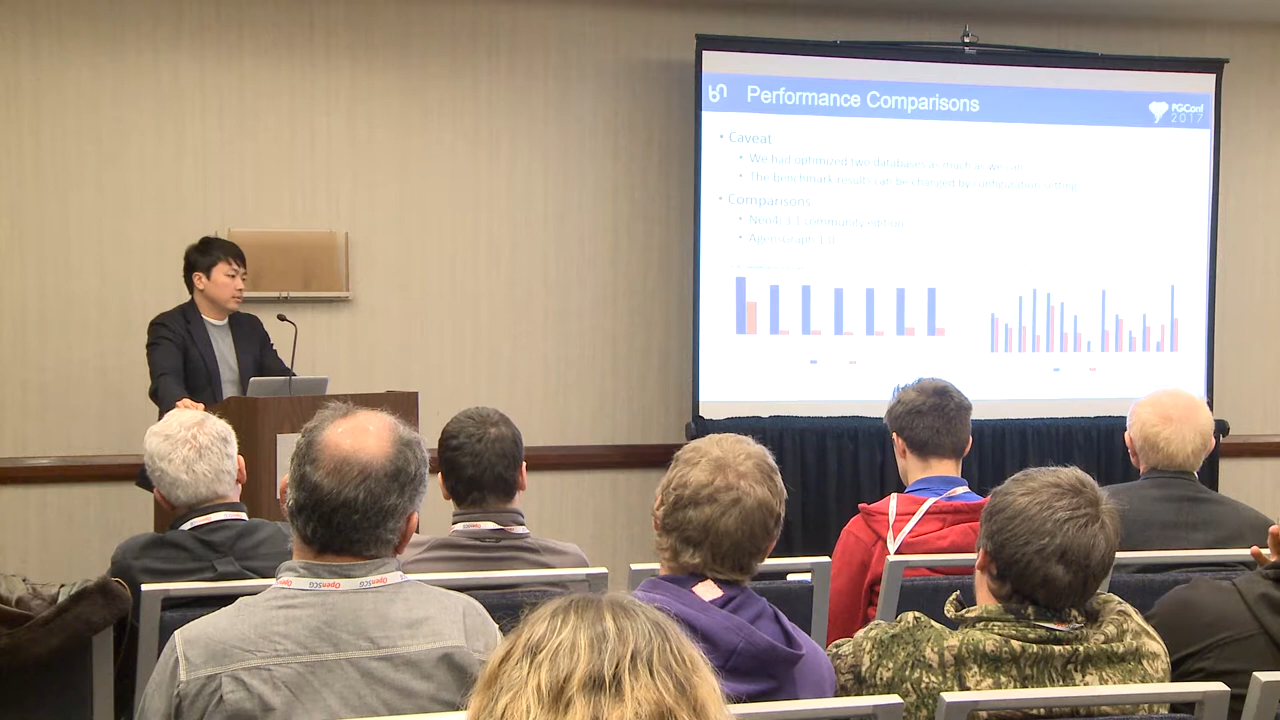 Performance Comparisons
PGConf
2017
• Caveat
• We had optimized two databases as much as we can
• The benchmark results can be changed by configuration setting
• Comparisons
• Neo4j 3.1 community edition
• AgensGraph 1.0
OpenSCG
OpenSCG